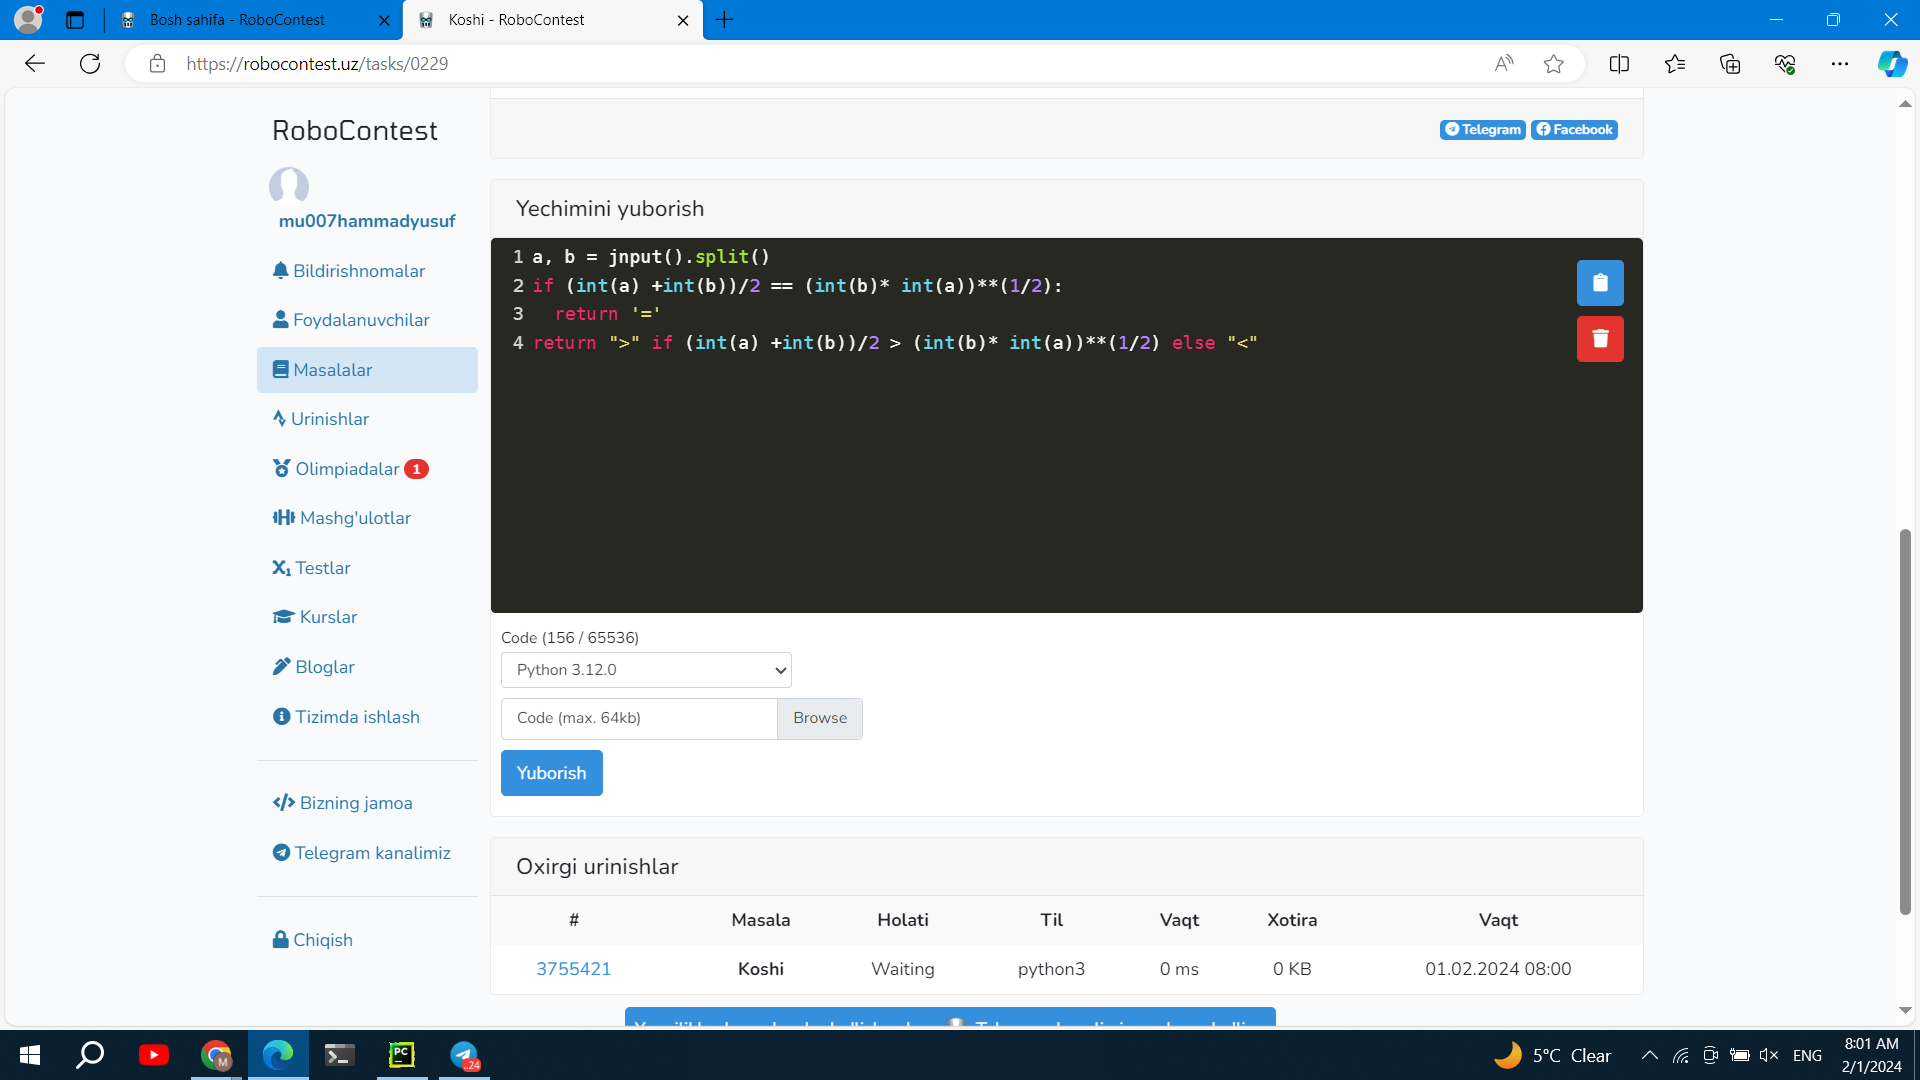 Bosh sahifa - RoboContest
Koshi - RoboContest
https://robocontest.uz/tasks/0229
RoboContest
mu007hammadyusuf
Bildirishnomalar
Foydalanuvchilar
Masalalar
Urinishlar
Olimpiadalar 1
Mashg'ulotlar
Testlar
Kurslar
Bloglar
Tizimda ishlash
Bizning jamoa
Telegram kanalimiz
Chiqish
Telegram Facebook
Yechimini yuborish
1 a, b = jnput().split()
2 if (int(a) +int(b))/2 == (int(b)* int(a))**(1/2):
3 return '='
4 return ">" if (int(a) +int(b))/2 > (int(b)* int(a))**(1/2) else "<"
Code (156 / 65536)
Python 3.12.0
Code (max. 64kb) Browse
Yuborish
Oxirgi urinishlar
# Masala Holati Til Vaqt Xotira Vaqt
3755421 Koshi Waiting python3 0 ms 0 KB 01.02.2024 08:00
M
PC
..24
5°C Clear
ENG
8:01 AM
2/1/2024